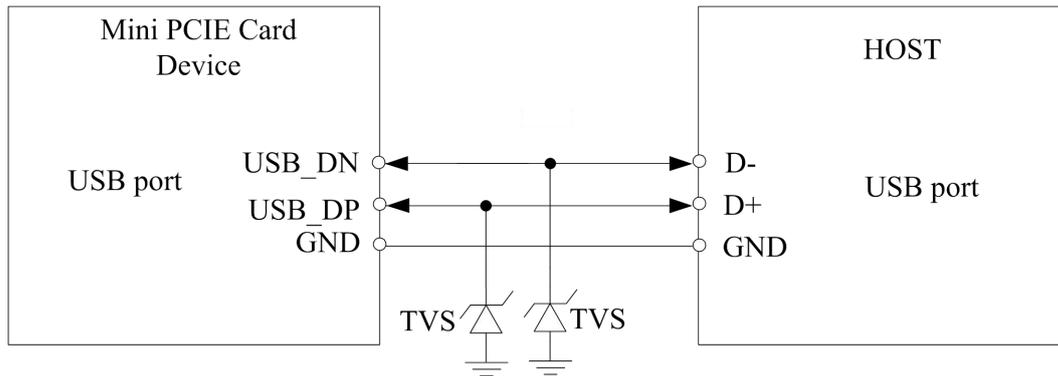 Mini PCIE Card
Device
USB port
USB_DN
USB_DP
GND
HOST
D-
D+
GND
USB port
TVS
TVS